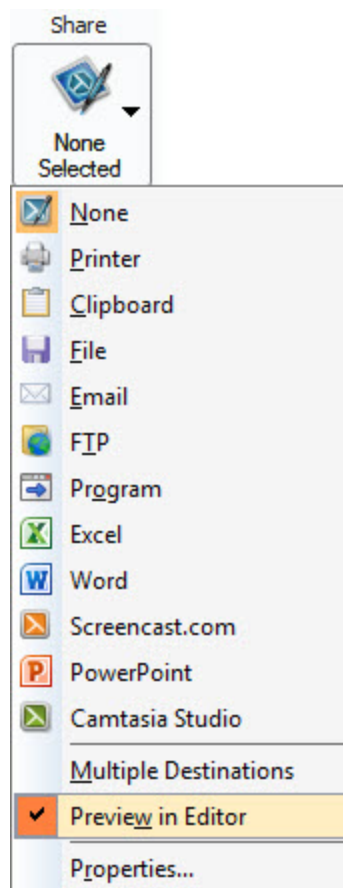 Share
None
Selected
None
Printer
Clipboard
File
Email
FTP
Program
Excel
Word
Screencast.com
PowerPoint
Camtasia Studio
Multiple Destinations
Preview in Editor
Properties...